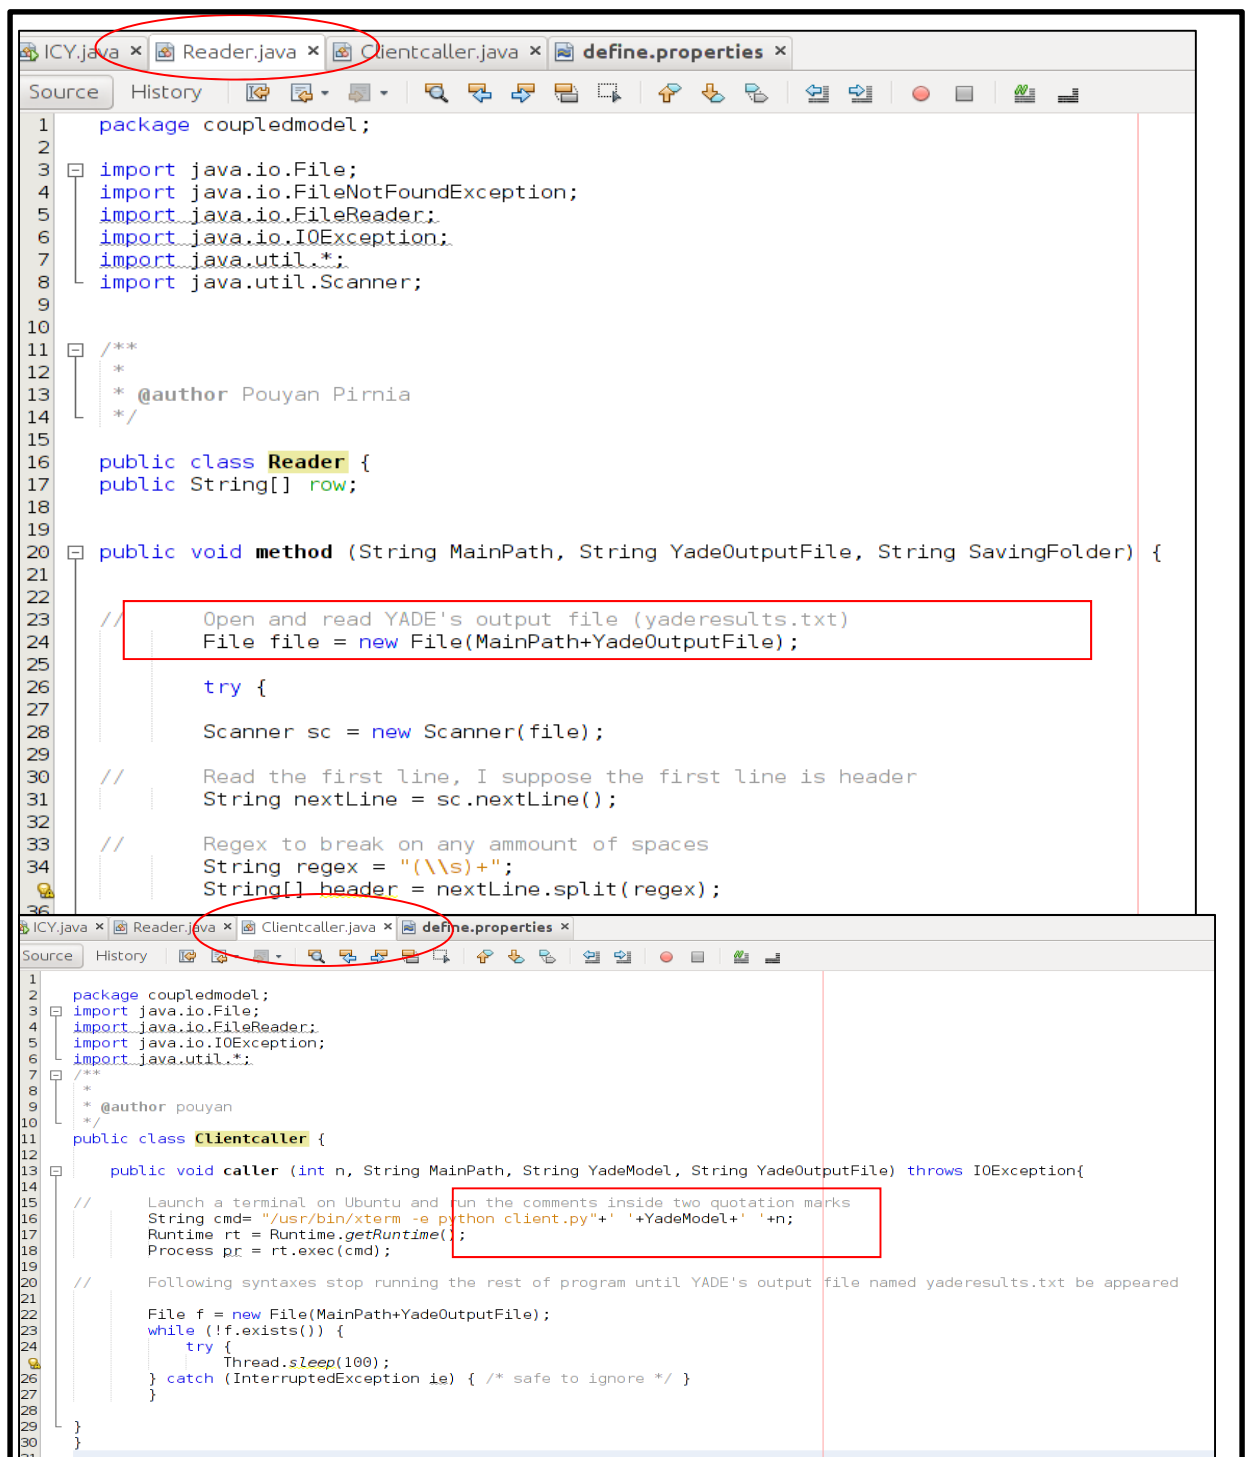 ICY.java × Reader.java × Clientcaller.java × define.properties ×
Source History
1 package coupledmodel;
2
3 import java.io.File;
4 import java.io.FileNotFoundException;
5 import java.io.FileReader;
6 import java.io.IOException;
7 import java.util.*;
8 import java.util.Scanner;
9
10
11 /**
12 *
13 * @author Pouyan Pirnia
14 */
15
16 public class Reader {
17 public String[] row;
18
19
20 public void method (String MainPath, String YadeOutputFile, String SavingFolder) {
21
22
23 // Open and read YADE's output file (yaderesults.txt)
24 File file = new File(MainPath+YadeOutputFile);
25
26 try {
27
28 Scanner sc = new Scanner(file);
29
30 // Read the first line, I suppose the first line is header
31 String nextLine = sc.nextLine();
32
33 // Regex to break on any ammount of spaces
34 String regex = "(\\s)+";
String[] header = nextLine.split(regex);
36
ICY.java × Reader.java × Clientcaller.java × define.properties ×
Source History
1
2 package coupledmodel;
3 import java.io.File;
4 import java.io.FileReader;
5 import java.io.IOException;
6 import java.util.*;
7 /**
8 *
9 * @author pouyan
10 */
11 public class Clientcaller {
12
13 public void caller (int n, String MainPath, String YadeModel, String YadeOutputFile) throws IOException{
14
15 // Launch a terminal on Ubuntu and run the comments inside two quotation marks
16 String cmd= "/usr/bin/xterm -e python client.py"+' '+YadeModel+' '+n;
17 Runtime rt = Runtime.getRuntime();
18 Process pr = rt.exec(cmd);
19
20 // Following syntaxes stop running the rest of program until YADE's output file named yaderesults.txt be appeared
21
22 File f = new File(MainPath+YadeOutputFile);
23 while (!f.exists()) {
24 try {
Thread.sleep(100);
26 } catch (InterruptedException ie) { /* safe to ignore */ }
27 }
28
29 }
30 }
31